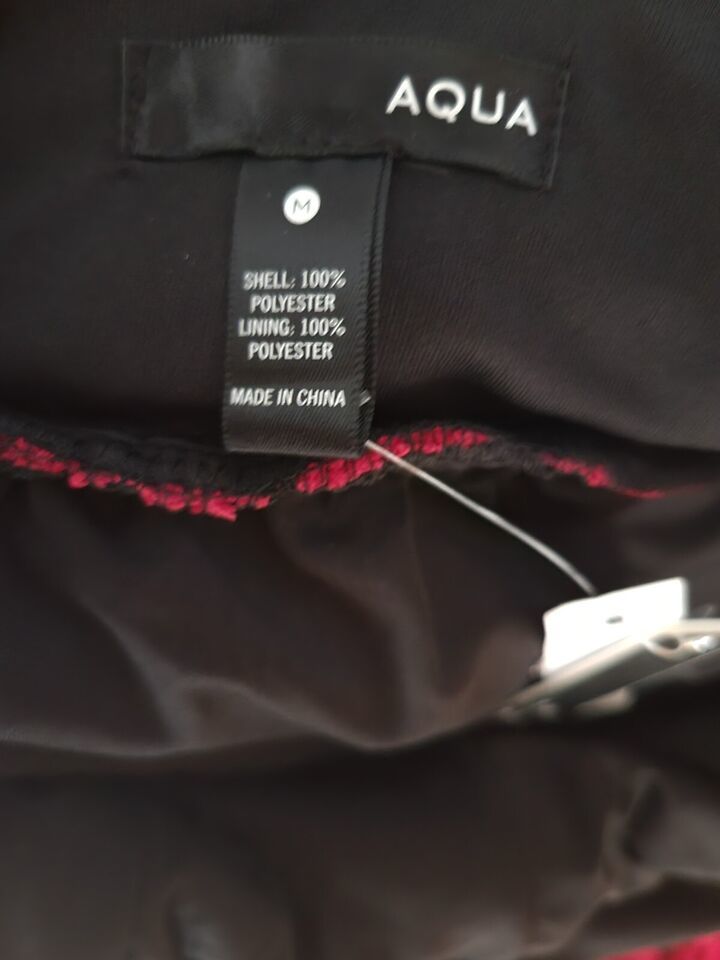 AQUA
M
SHELL: 100%
POLYESTER
LINING: 100%
POLYESTER
MADE IN CHINA